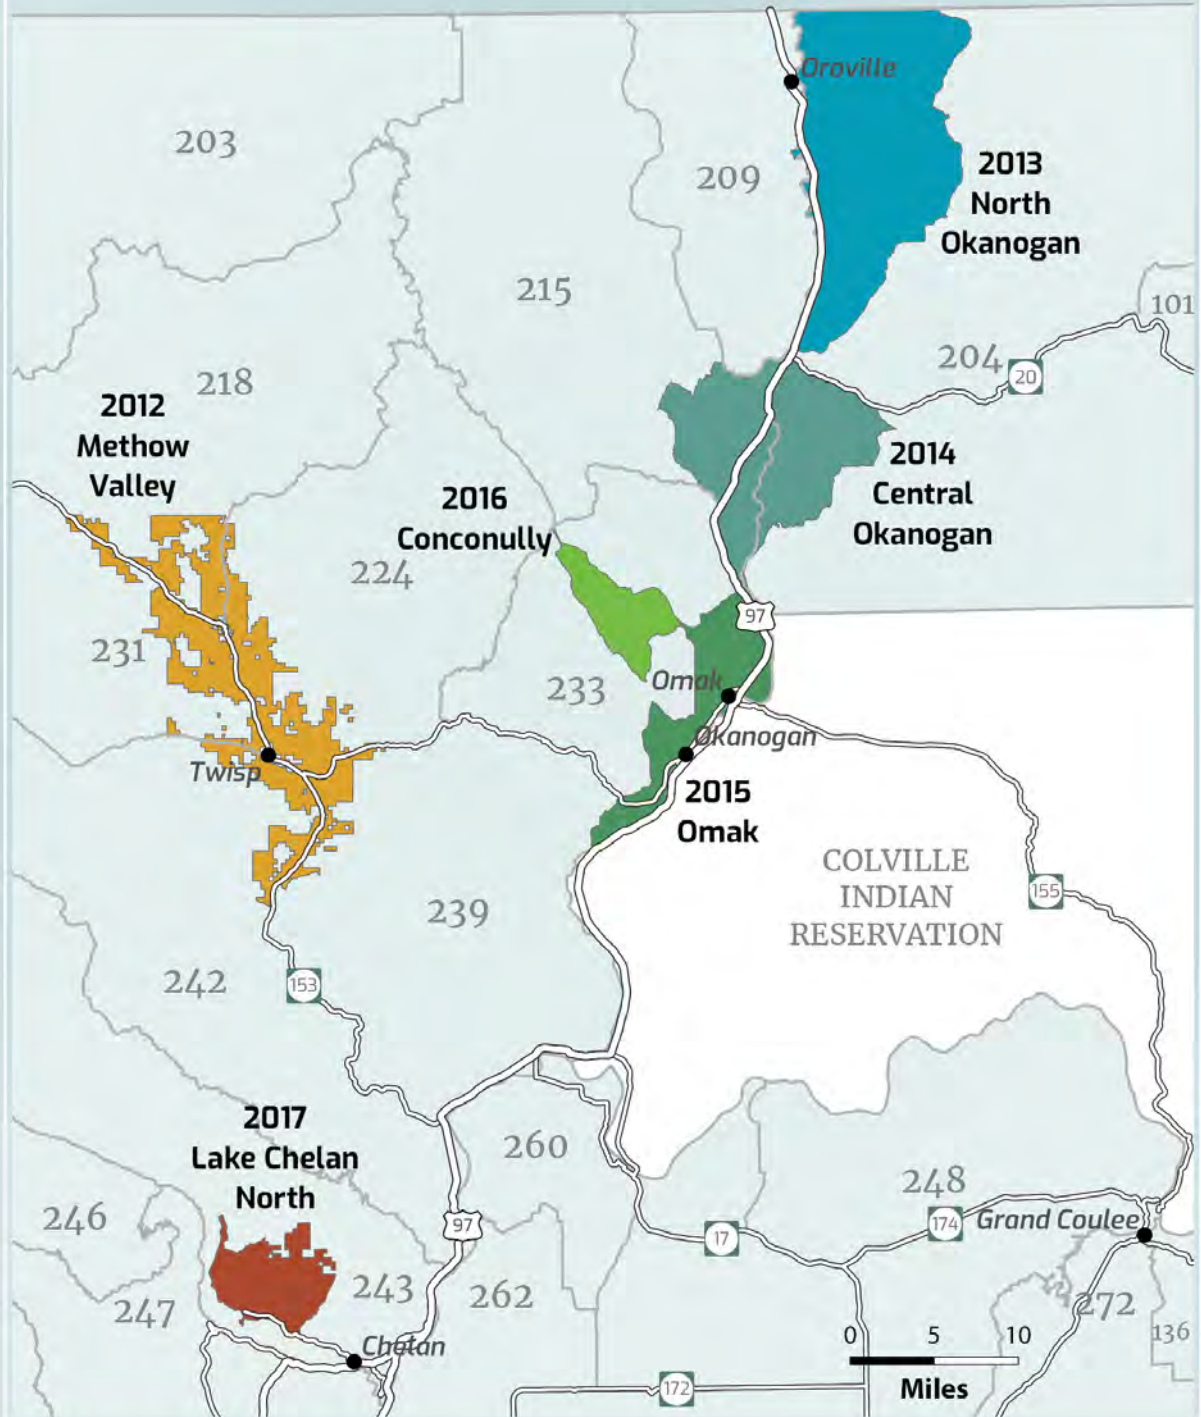 Oroville
203
2013
North
Okanogan
209
215
101
204
20
218
2012
Methow
Valley
2014
Central
Okanogan
2016
Conconully
224
97
231
233
Omak
Okanogan
Twisp
2015
Omak
COLVILLE
INDIAN
RESERVATION
155
239
242
153
2017
Lake Chelan
North
260
248
246
97
17
174
Grand Coulee
243
262
247
272
136
Chelan
0 5 10
Miles
172